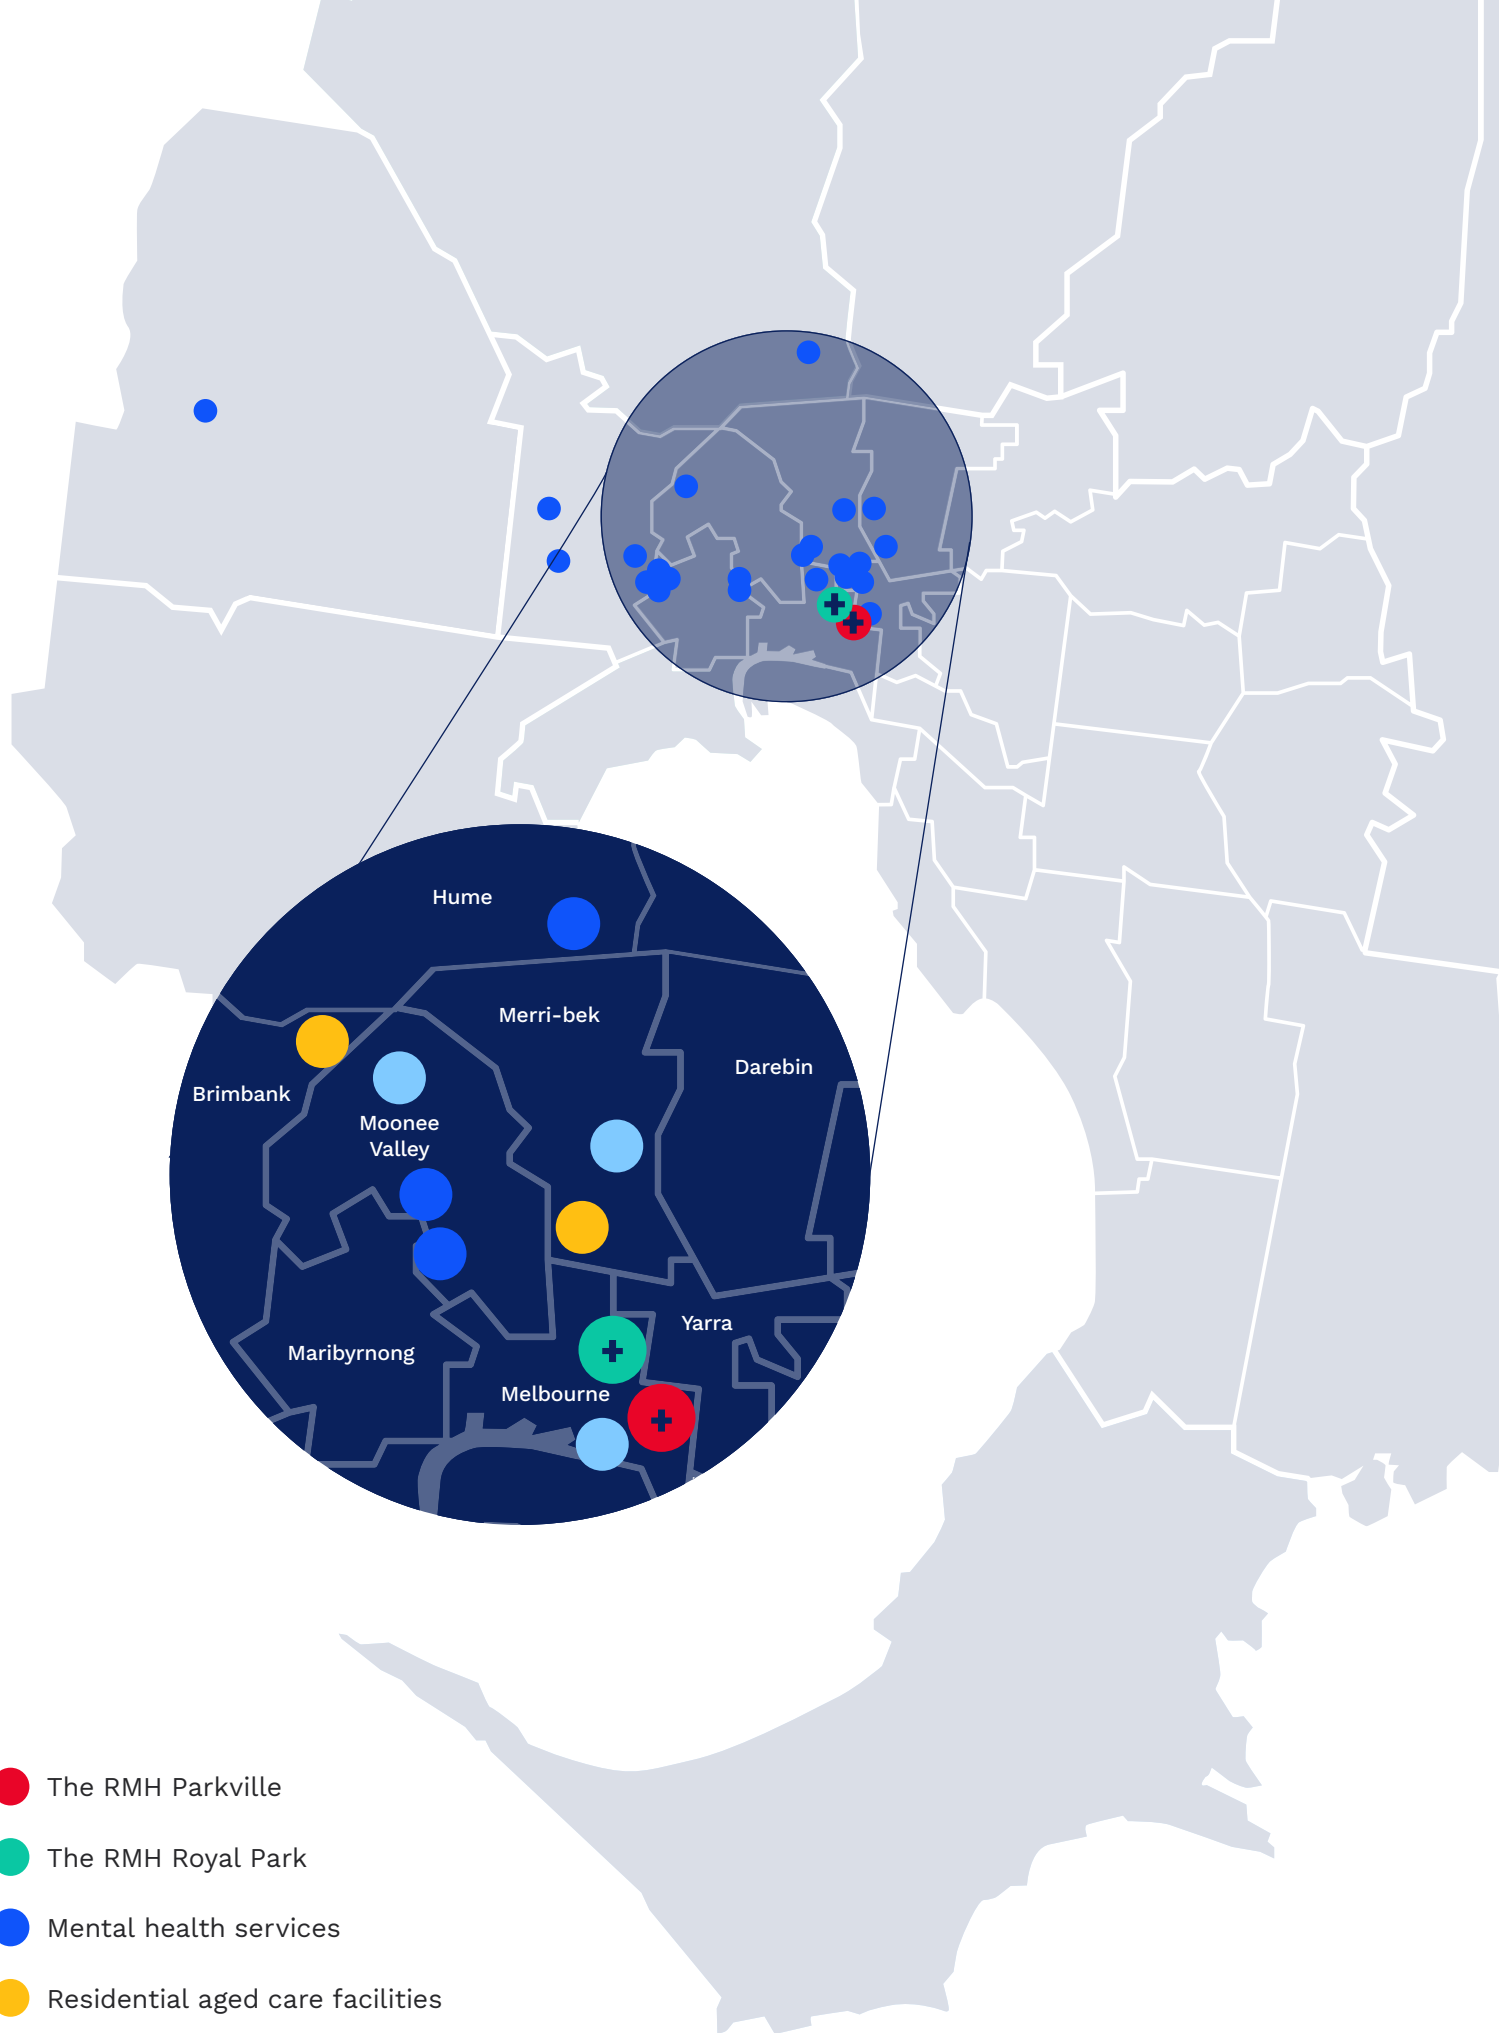 Hume
Merri-bek
Darebin
Brimbank
Moonee
Valley
Yarra
Maribyrnong
Melbourne
The RMH Parkville
The RMH Royal Park
Mental health services
Residential aged care facilities